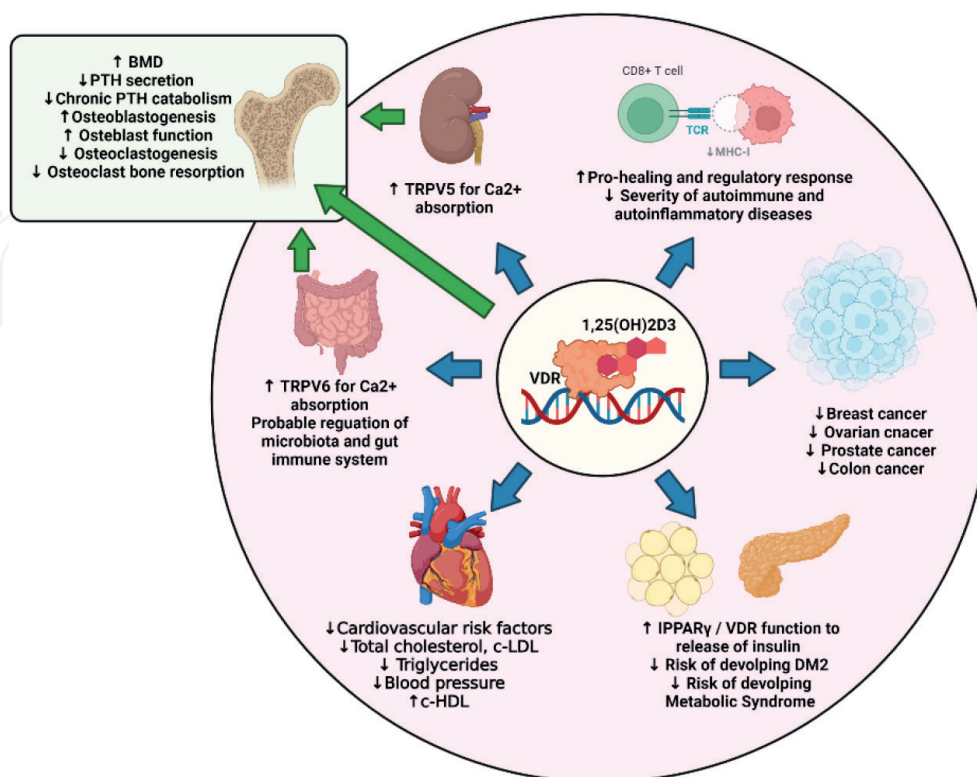 ↑ BMD
↓PTH secretion
↓Chronic PTH catabolism
↑Osteoblastogenesis
↑ Osteblast function
↓ Osteoclastogenesis
↓ Osteoclast bone resorption
↑ TRPV5 for Ca2+
absorption
CD8+ T cell
TCR
↓MHC-I
↑Pro-healing and regulatory response
↓ Severity of autoimmune and
autoinflammatory diseases
1,25(OH)2D3
VDR
↑ TRPV6 for Ca2+
absorption
Probable reguation of
microbiota and gut
immune system
↓Breast cancer
↓ Ovarian cnacer
↓ Prostate cancer
↓Colon cancer
↓Cardiovascular risk factors
↓Total cholesterol, c-LDL
↓ Triglycerides
↓Blood pressure
↑c-HDL
↑ IPPARγ / VDR function to
release of insulin
↓ Risk of devolping DM2
↓ Risk of devolping
Metabolic Syndrome